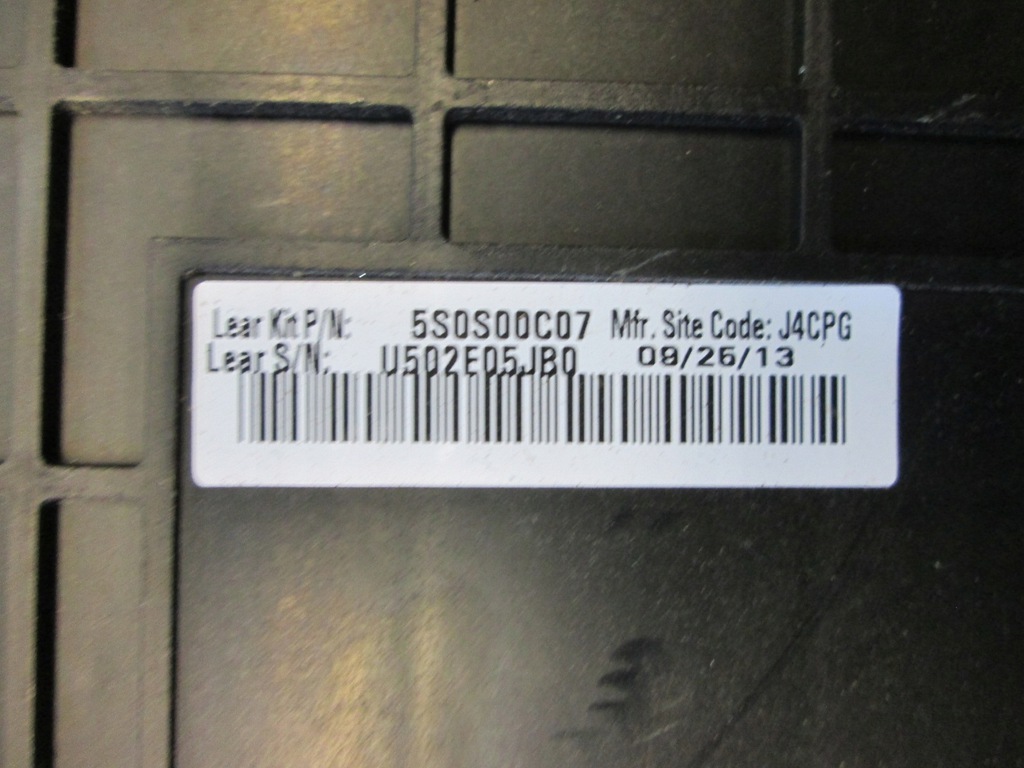 Lear Kit P/N: 5S0S00C07 Mfr. Site Code: J4CPG
Lear S/N: U502E05JB0 09/26/13